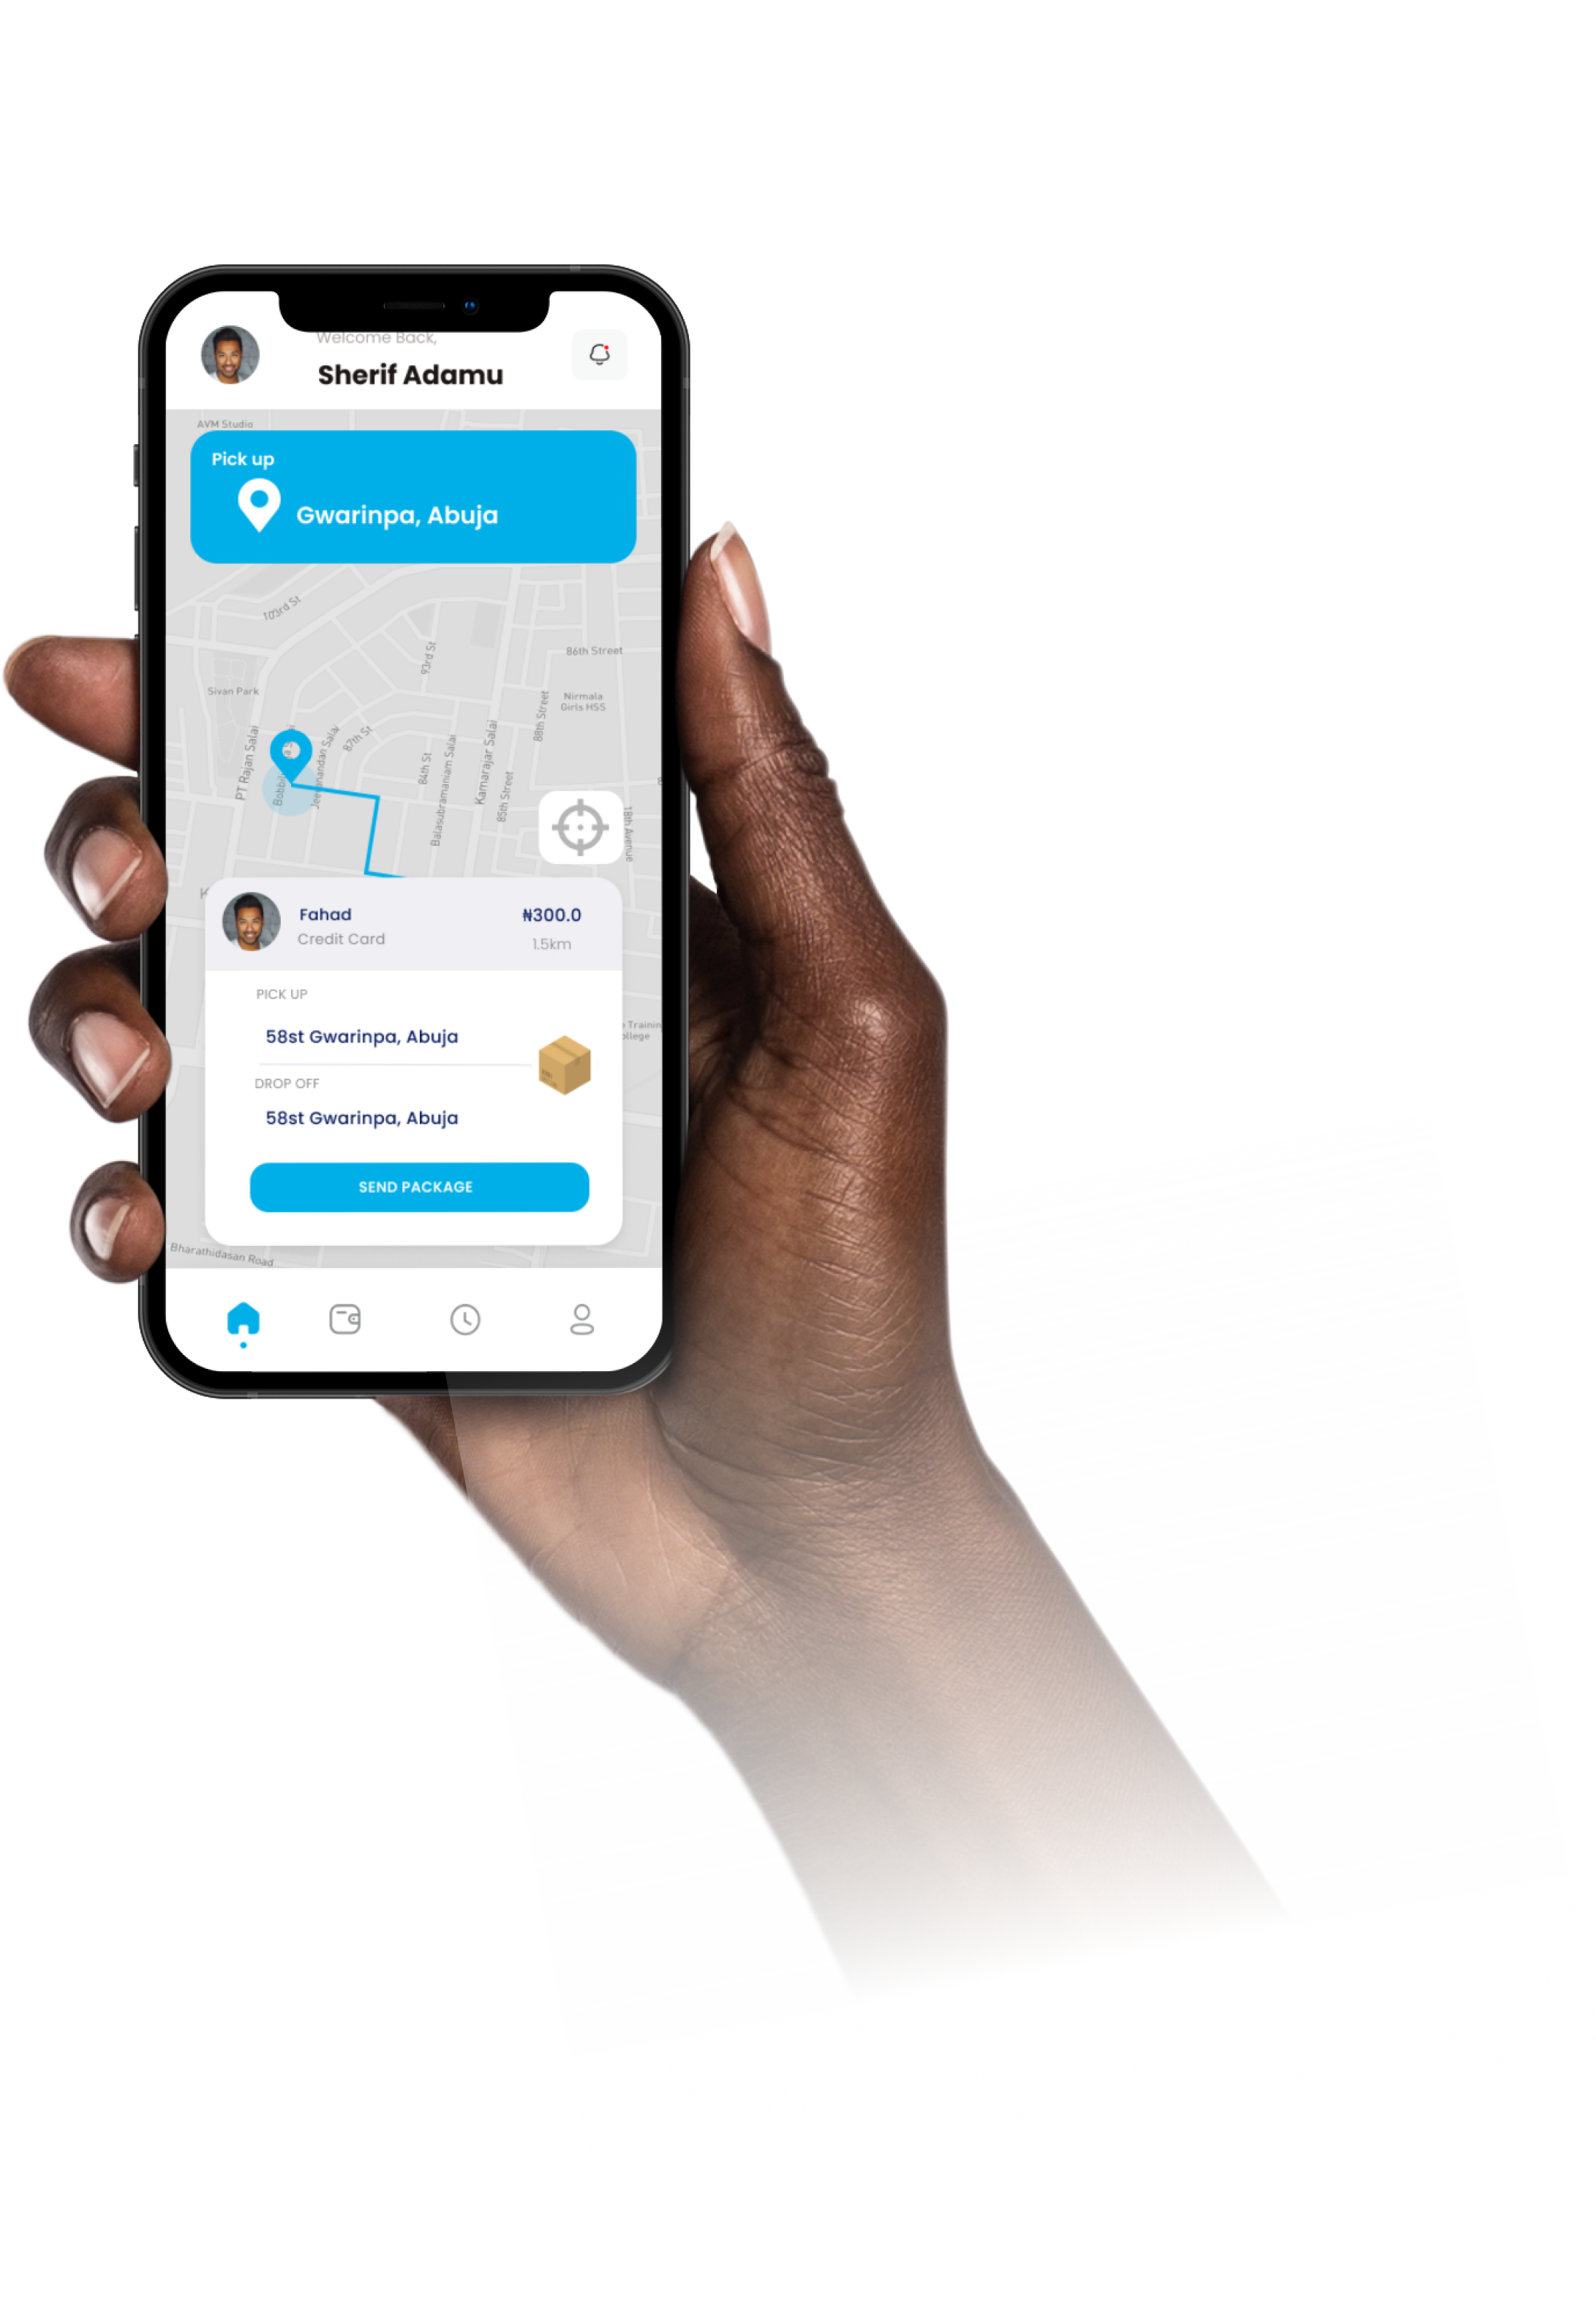 Welcome Back,
Sherif Adamu
AVM Studio
Pick up
Gwarinpa, Abuja
103rd St
93rd St
86th Street
Sivan Park
Nirmala
Girls HSS
88th Street
PT Rajan Salai
87th St
84th St
Balasubramaniam Salai
Kamarajar Salai
85th Street
18th Avenue
Fahad
₦300.0
Credit Card
1.5km
PICK UP
58st Gwarinpa, Abuja
DROP OFF
58st Gwarinpa, Abuja
SEND PACKAGE
Bharathidasan Road